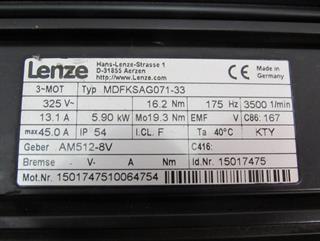 Lenze
Hans-Lenze-Strasse 1
D-31855 Aerzen
http://www.Lenze.com
CE
Made in
Germany
3~MOT Typ MDFKSAG071-33
325 V~ 16.2 Nm 175 Hz 3500 1/min
13.1 A 5.90 kW Mo19.3 Nm EMF V C86: 167
max45.0 A IP 54 I.CL. F Ta 40°C KTY
Geber AM512-8V C416:
Bremse - V- - Nm A Id.Nr. 15017475
Mot.Nr. 1501747510064754